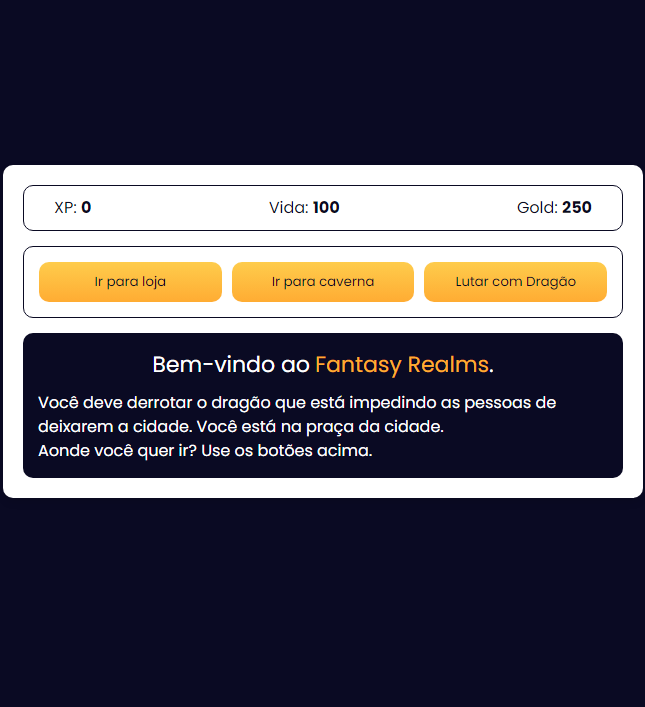 XP: 0 Vida: 100 Gold: 250
Ir para loja Ir para caverna Lutar com Dragão
Bem-vindo ao Fantasy Realms.
Você deve derrotar o dragão que está impedindo as pessoas de
deixarem a cidade. Você está na praça da cidade.
Aonde você quer ir? Use os botões acima.